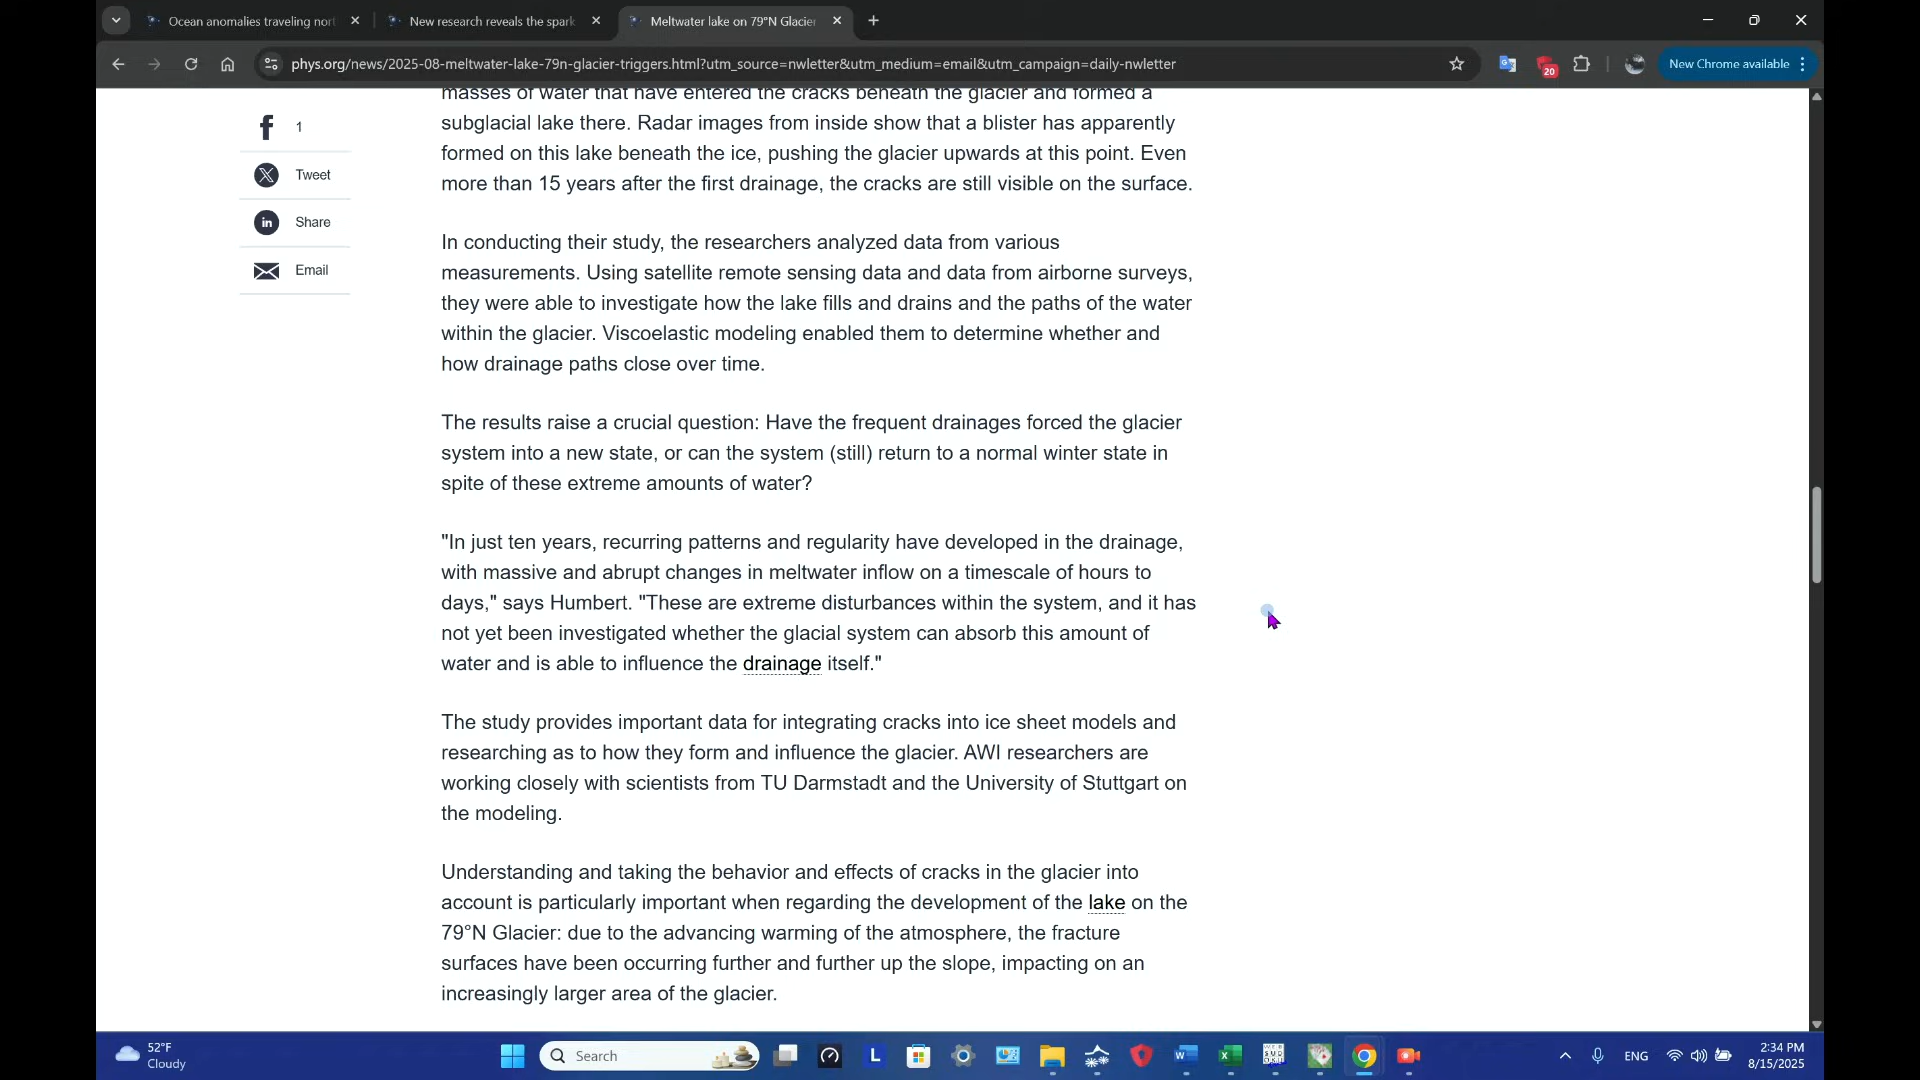 Ocean anomalies traveling nor
New research reveals the spark
Meltwater lake on 79°N Glacier
phys.org/news/2025-08-meltwater-lake-79n-glacier-triggers.html?utm_source=nwletter&utm_medium=email&utm_campaign=daily-nwletter
20
New Chrome available
1
Tweet
Share
Email
masses of water that have entered the cracks beneath the glacier and formed a
subglacial lake there. Radar images from inside show that a blister has apparently
formed on this lake beneath the ice, pushing the glacier upwards at this point. Even
more than 15 years after the first drainage, the cracks are still visible on the surface.
In conducting their study, the researchers analyzed data from various
measurements. Using satellite remote sensing data and data from airborne surveys,
they were able to investigate how the lake fills and drains and the paths of the water
within the glacier. Viscoelastic modeling enabled them to determine whether and
how drainage paths close over time.
The results raise a crucial question: Have the frequent drainages forced the glacier
system into a new state, or can the system (still) return to a normal winter state in
spite of these extreme amounts of water?
"In just ten years, recurring patterns and regularity have developed in the drainage,
with massive and abrupt changes in meltwater inflow on a timescale of hours to
days," says Humbert. "These are extreme disturbances within the system, and it has
not yet been investigated whether the glacial system can absorb this amount of
water and is able to influence the drainage itself."
The study provides important data for integrating cracks into ice sheet models and
researching as to how they form and influence the glacier. AWI researchers are
working closely with scientists from TU Darmstadt and the University of Stuttgart on
the modeling.
Understanding and taking the behavior and effects of cracks in the glacier into
account is particularly important when regarding the development of the lake on the
79°N Glacier: due to the advancing warming of the atmosphere, the fracture
surfaces have been occurring further and further up the slope, impacting on an
increasingly larger area of the glacier.
52°F
Cloudy
Search
L
ENG
2:34 PM
8/15/2025